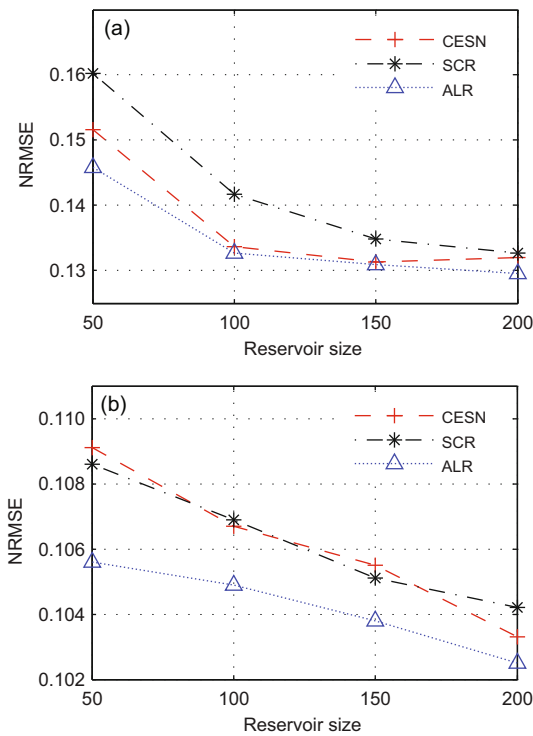 (a)
CESN
SCR
ALR
0.16
0.15
0.14
0.13
NRMSE
50 100 150 200
Reservoir size
(b)
CESN
SCR
ALR
0.110
0.108
0.106
0.104
0.102
NRMSE
50 100 150 200
Reservoir size